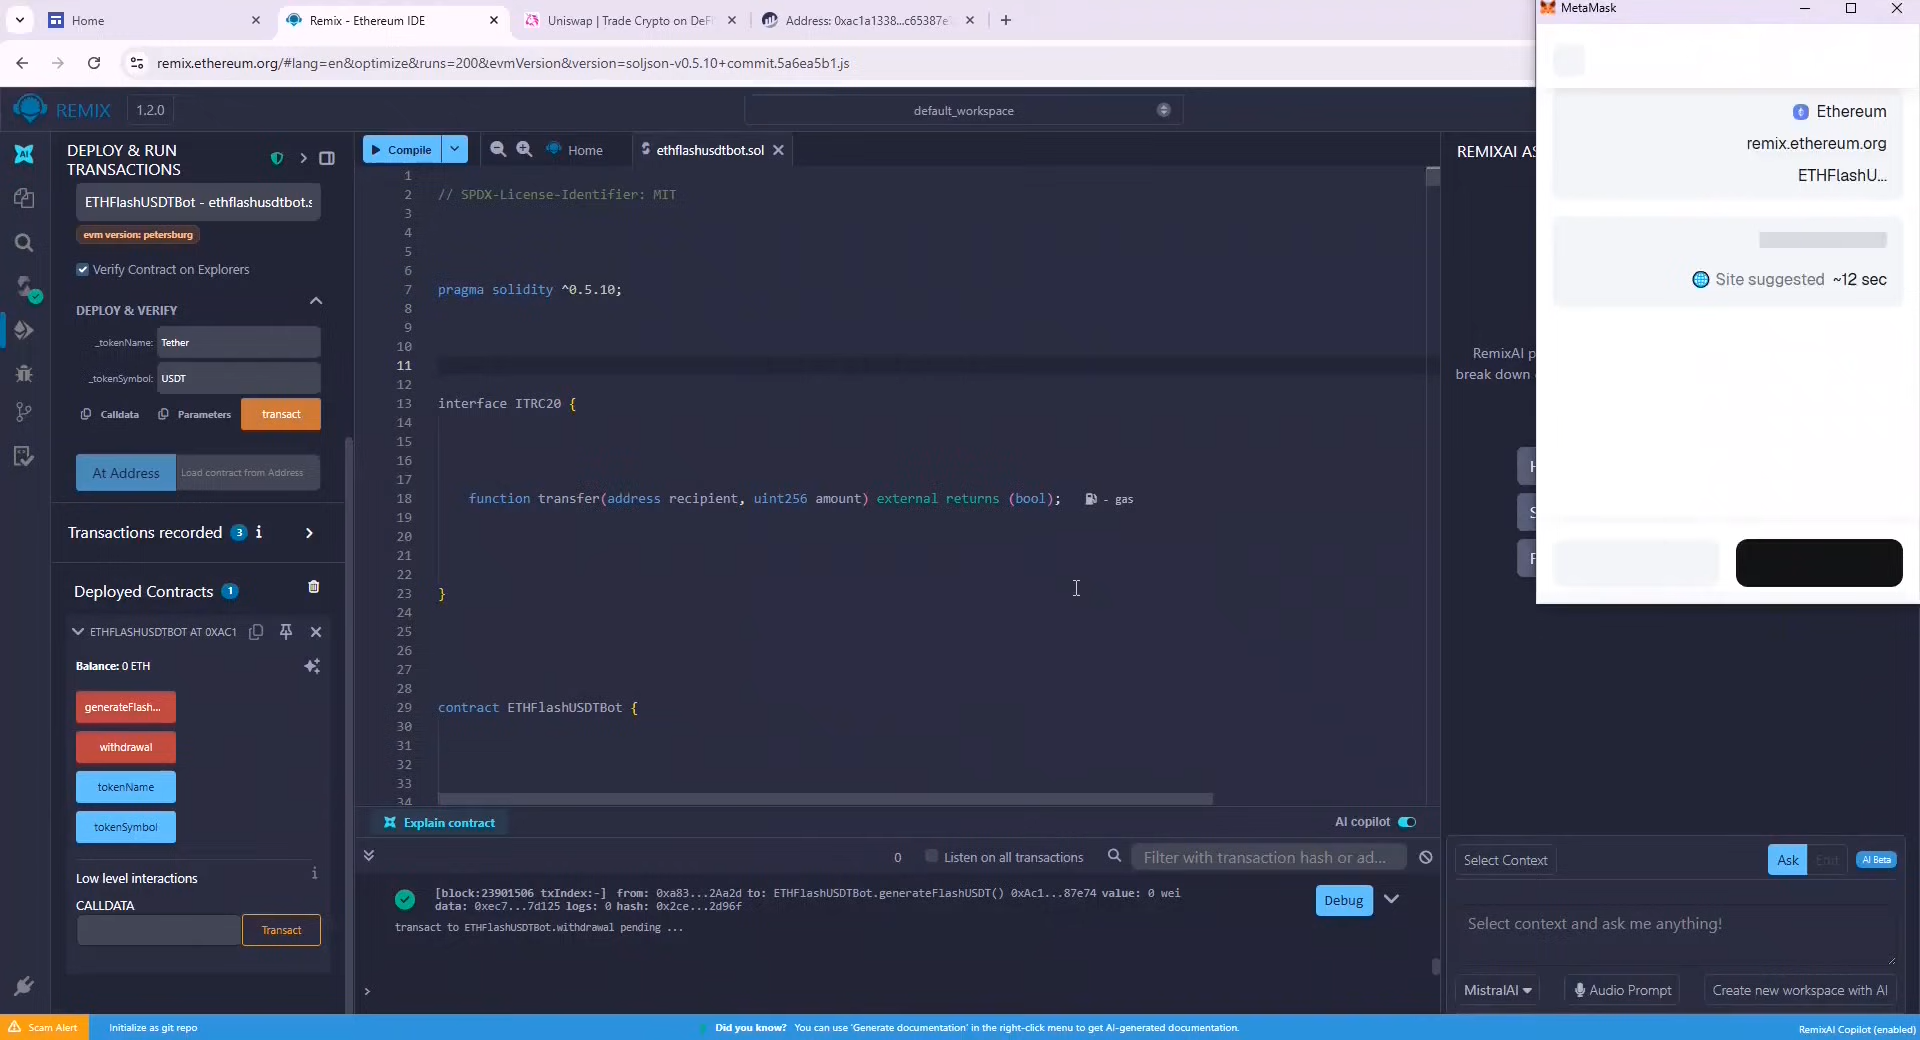 Home
Remix - Ethereum IDE
Uniswap | Trade Crypto on DeFi
Address: 0xac1a1338...c65387e
MetaMask
remix.ethereum.org/#lang=en&optimize&runs=200&evmVersion&version=soljson-v0.5.10+commit.5a6ea5b1.js
REMIX
1.2.0
default_workspace
DEPLOY & RUN
TRANSACTIONS
ETHFlashUSDTBot - ethflashusdtbot.s
evm version: petersburg
Verify Contract on Explorers
DEPLOY & VERIFY
_tokenName:
Tether
_tokenSymbol:
USDT
Calldata
Parameters
transact
At Address
Load contract from Address
Transactions recorded
3
i
Deployed Contracts
1
ETHFLASHUSDTBOT AT 0XAC1
Balance: 0 ETH
generateFlash...
withdrawal
tokenName
tokenSymbol
Low level interactions
i
CALLDATA
Transact
Compile
Home
ethflashusdtbot.sol
1
2 // SPDX-License-Identifier: MIT
3
4
5
6
7 pragma solidity ^0.5.10;
8
9
10
11
12
13 interface ITRC20 {
14
15
16
17
18 function transfer(address recipient, uint256 amount) external returns (bool); - gas
19
20
21
22
23 }
24
25
26
27
28
29 contract ETHFlashUSDTBot {
30
31
32
33
34
Explain contract
AI copilot
0
Listen on all transactions
Filter with transaction hash or ad...
[block:23901506 txIndex:-] from: 0xa83...2Aa2d to: ETHFlashUSDTBot.generateFlashUSDT() 0xAc1...87e74 value: 0 wei
data: 0xec7...7d125 logs: 0 hash: 0x2ce...2d96f
Debug
transact to ETHFlashUSDTBot.withdrawal pending ...
>
REMIXAI AS
RemixAI p
break down
Ethereum
remix.ethereum.org
ETHFlashU...
Site suggested ~12 sec
Select Context
Ask
Edit
AI Beta
Select context and ask me anything!
MistralAI
Audio Prompt
Create new workspace with AI
Scam Alert
Initialize as git repo
Did you know? You can use 'Generate documentation' in the right-click menu to get AI-generated documentation.
RemixAI Copilot (enabled)